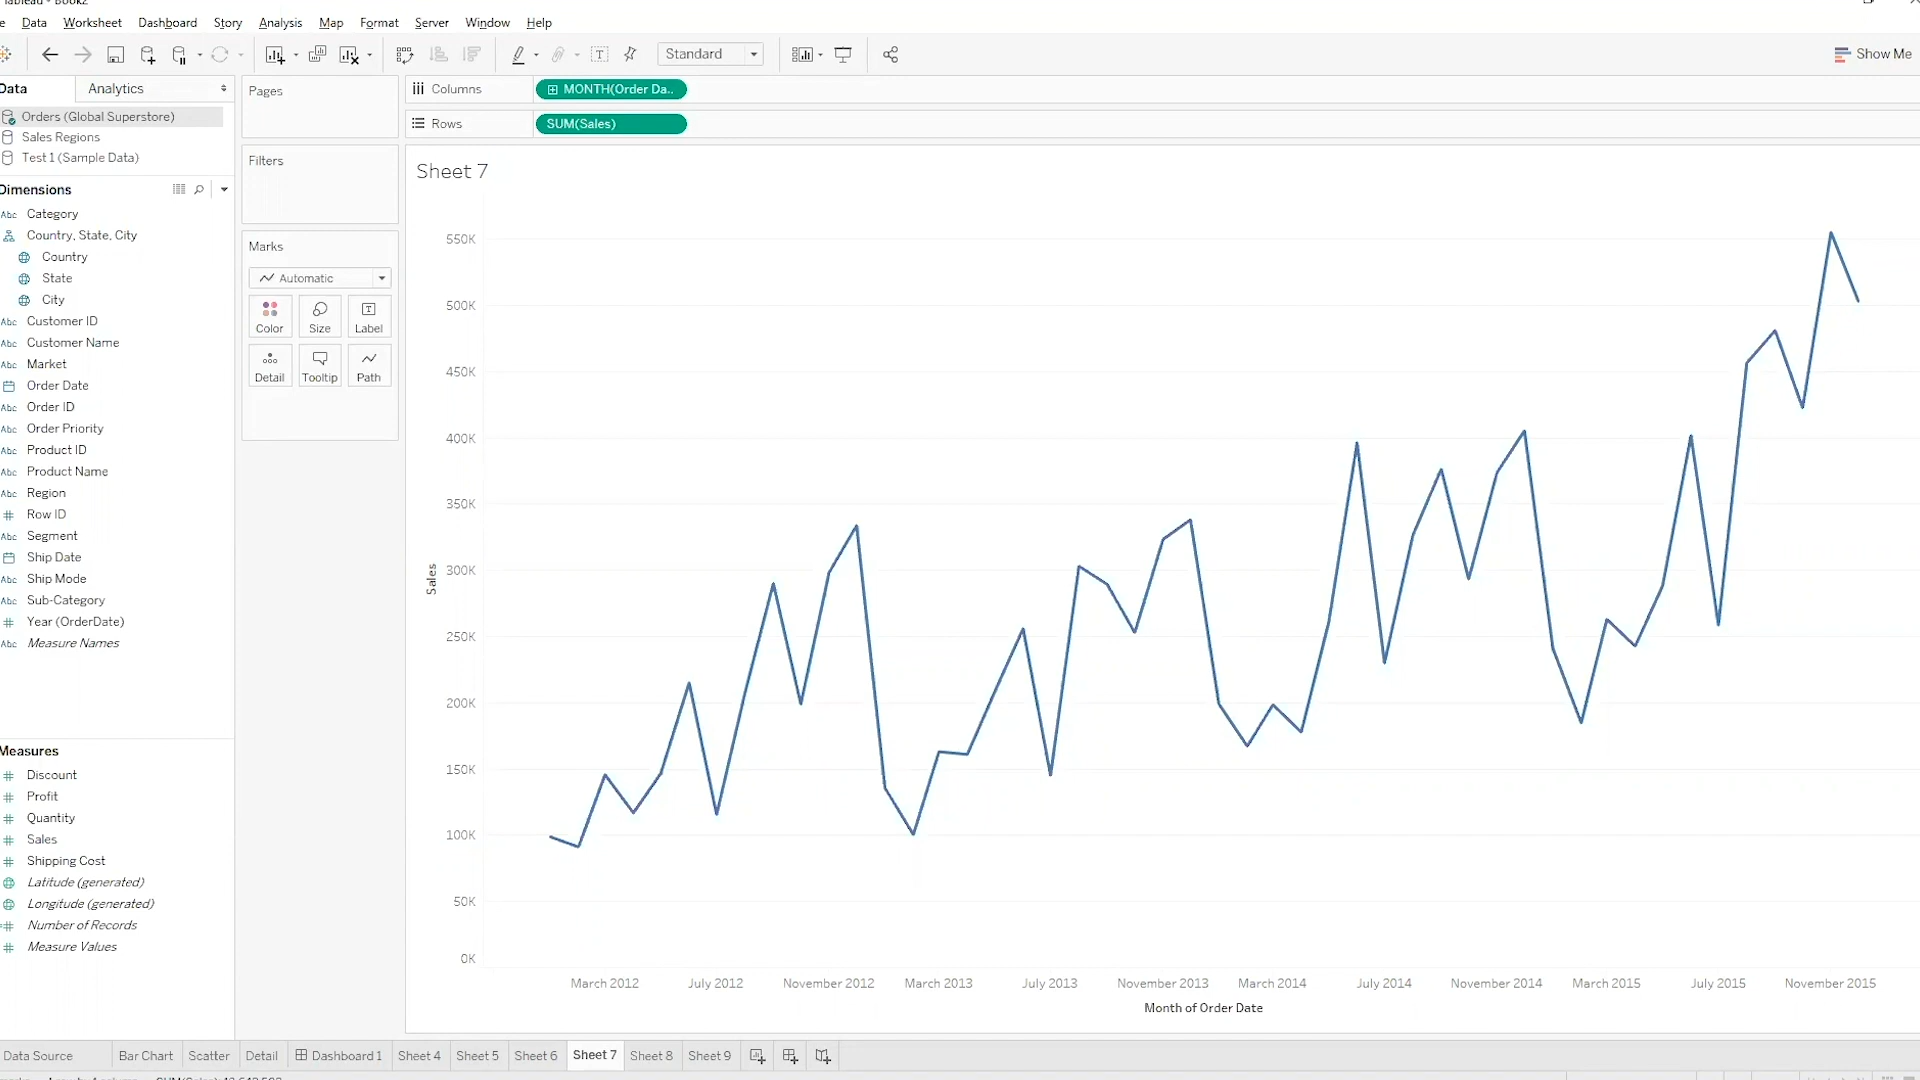 Tableau - Book2
Data Worksheet Dashboard Story Analysis Map Format Server Window Help
Standard
Show Me
Data
Analytics
Pages
Columns
MONTH(Order Da..
Orders (Global Superstore)
Sales Regions
Test 1 (Sample Data)
Rows
SUM(Sales)
Filters
Sheet 7
Dimensions
Abc Category
Country, State, City
Country
State
City
Abc Customer ID
Abc Customer Name
Abc Market
Order Date
Abc Order ID
Abc Order Priority
Abc Product ID
Abc Product Name
Abc Region
# Row ID
Abc Segment
Ship Date
Abc Ship Mode
Abc Sub-Category
# Year (OrderDate)
Abc Measure Names
Marks
Automatic
Color
Size
Label
Detail
Tooltip
Path
Measures
# Discount
# Profit
# Quantity
# Sales
# Shipping Cost
Latitude (generated)
Longitude (generated)
=# Number of Records
# Measure Values
550K
500K
450K
400K
350K
300K
250K
200K
150K
100K
50K
0K
Sales
March 2012 July 2012 November 2012 March 2013 July 2013 November 2013 March 2014 July 2014 November 2014 March 2015 July 2015 November 2015
Month of Order Date
Data Source
Bar Chart
Scatter
Detail
Dashboard 1
Sheet 4
Sheet 5
Sheet 6
Sheet 7
Sheet 8
Sheet 9